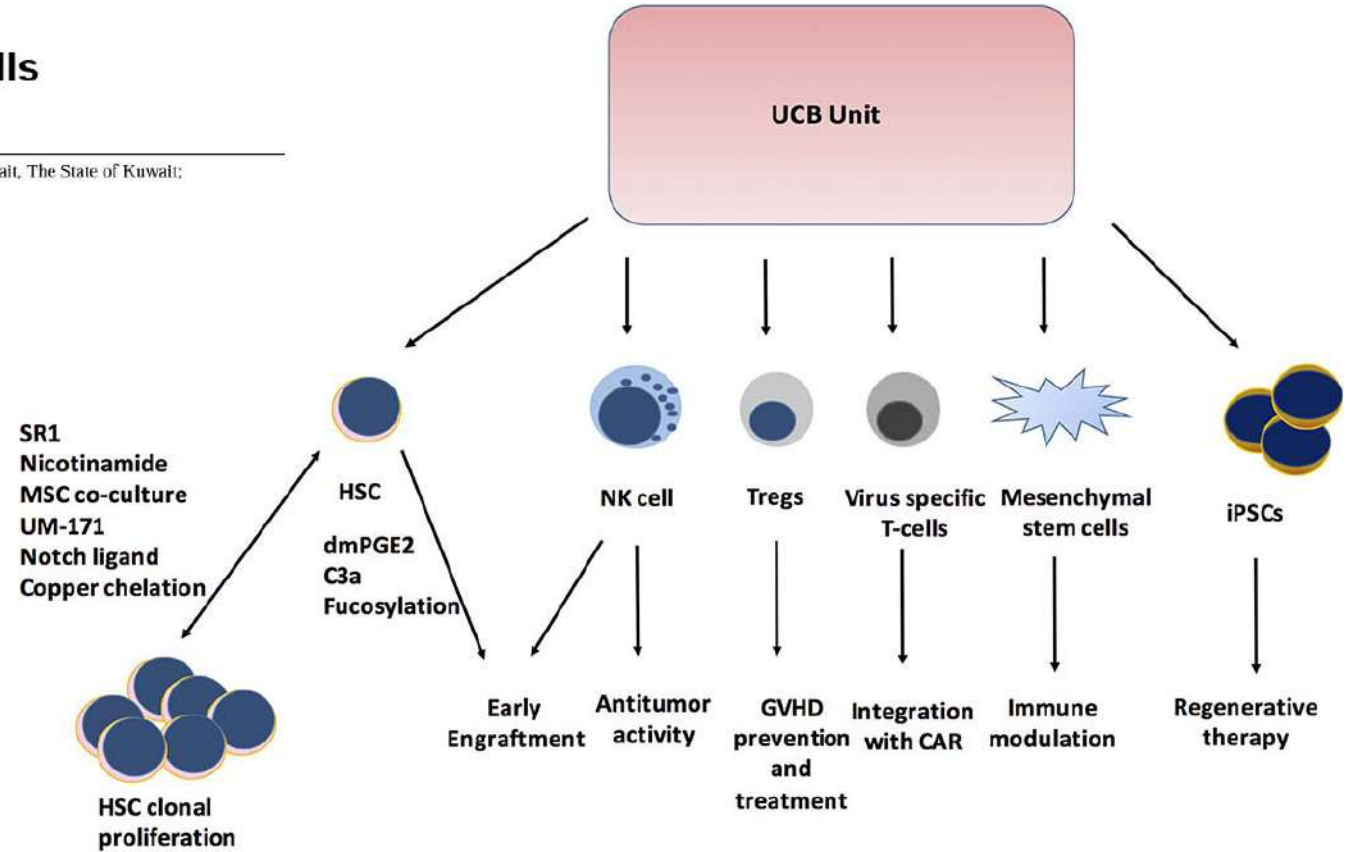 lls
ait, The State of Kuwait;
UCB Unit
SR1
Nicotinamide
MSC co-culture
UM-171
Notch ligand
Copper chelation
HSC
dmPGE2
C3a
Fucosylation
NK cell
Tregs
Virus specific
T-cells
Mesenchymal
stem cells
iPSCs
HSC clonal
proliferation
Early
Engraftment
Antitumor
activity
GVHD
prevention
and
treatment
Integration
with CAR
Immune
modulation
Regenerative
therapy